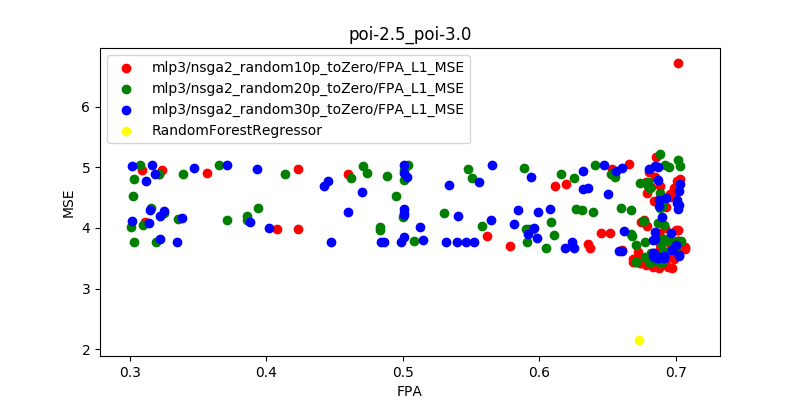 poi-2.5_poi-3.0
mlp3/nsga2_random10p_toZero/FPA_L1_MSE
mlp3/nsga2_random20p_toZero/FPA_L1_MSE
mlp3/nsga2_random30p_toZero/FPA_L1_MSE
RandomForestRegressor
MSE
6
5
4
3
2
0.3 0.4 0.5 0.6 0.7
FPA